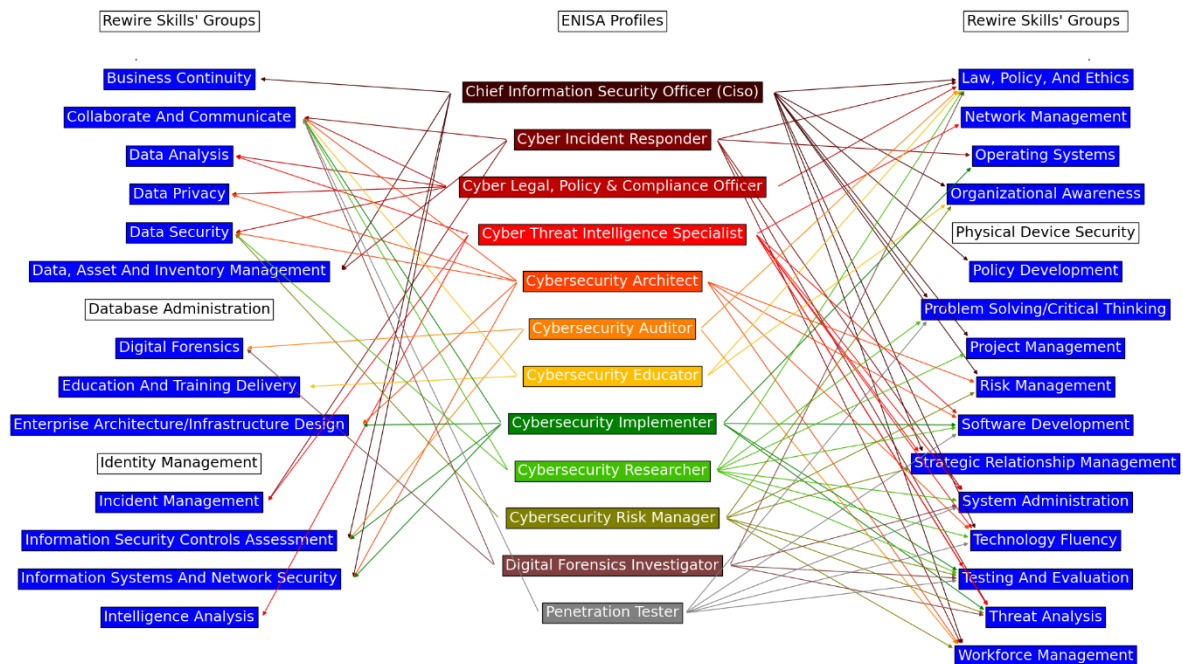 Rewire Skills' Groups
ENISA Profiles
Rewire Skills' Groups
Business Continuity
Collaborate And Communicate
Data Analysis
Data Privacy
Data Security
Data, Asset And Inventory Management
Database Administration
Digital Forensics
Education And Training Delivery
Enterprise Architecture/Infrastructure Design
Identity Management
Incident Management
Information Security Controls Assessment
Information Systems And Network Security
Intelligence Analysis
Chief Information Security Officer (Ciso)
Cyber Incident Responder
Cyber Legal, Policy & Compliance Officer
Cyber Threat Intelligence Specialist
Cybersecurity Architect
Cybersecurity Auditor
Cybersecurity Educator
Cybersecurity Implementer
Cybersecurity Researcher
Cybersecurity Risk Manager
Digital Forensics Investigator
Penetration Tester
Law, Policy, And Ethics
Network Management
Operating Systems
Organizational Awareness
Physical Device Security
Policy Development
Problem Solving/Critical Thinking
Project Management
Risk Management
Software Development
Strategic Relationship Management
System Administration
Technology Fluency
Testing And Evaluation
Threat Analysis
Workforce Management